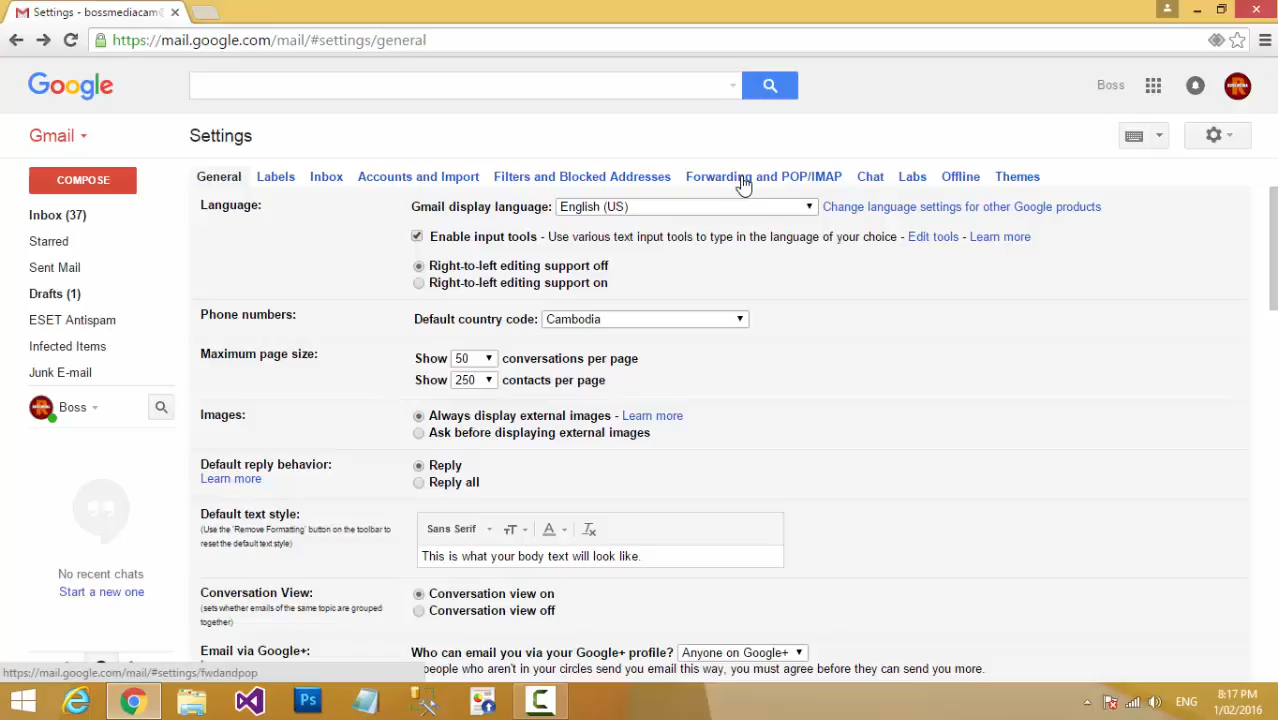 Settings - bossmediacam@
https://mail.google.com/mail/#settings/general
Google
Boss
Gmail
Settings
COMPOSE
Inbox (37)
Starred
Sent Mail
Drafts (1)
ESET Antispam
Infected Items
Junk E-mail
Boss
No recent chats
Start a new one
General Labels Inbox Accounts and Import Filters and Blocked Addresses Forwarding and POP/IMAP Chat Labs Offline Themes
Language:
Gmail display language: English (US) Change language settings for other Google products
Enable input tools - Use various text input tools to type in the language of your choice - Edit tools - Learn more
Right-to-left editing support off
Right-to-left editing support on
Phone numbers:
Default country code: Cambodia
Maximum page size:
Show 50 conversations per page
Show 250 contacts per page
Images:
Always display external images - Learn more
Ask before displaying external images
Default reply behavior:
Learn more
Reply
Reply all
Default text style:
(Use the 'Remove Formatting' button on the toolbar to
reset the default text style)
Sans Serif
This is what your body text will look like.
Conversation View:
(sets whether emails of the same topic are grouped
together)
Conversation view on
Conversation view off
Email via Google+:
Who can email you via your Google+ profile? Anyone on Google+
people who aren't in your circles send you email this way, you must agree before they can send you more.
https://mail.google.com/mail/#settings/fwdandpop
Ps
ENG
8:17 PM
1/02/2016